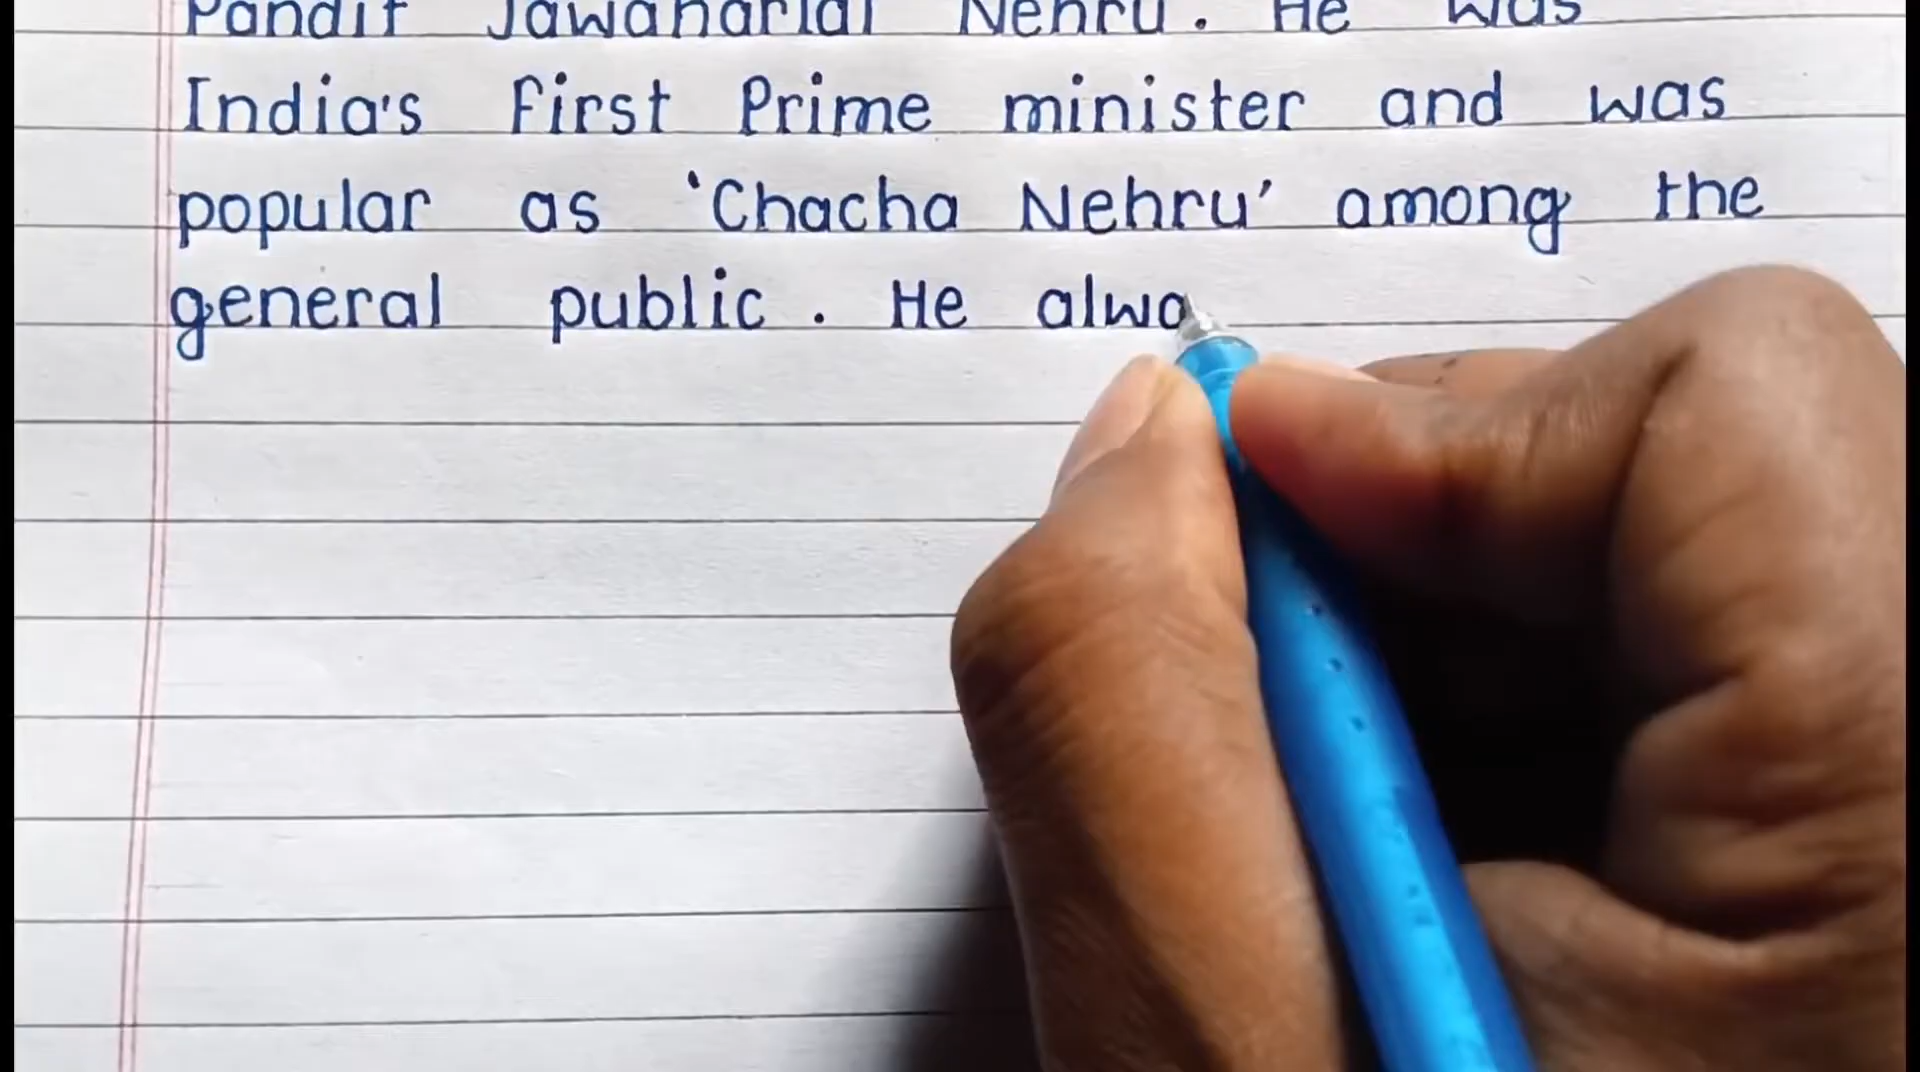 Pandit Jawaharlal Nehru. He was
India's first Prime minister and was
popular as 'Chacha Nehru' among the
general public. He alwa